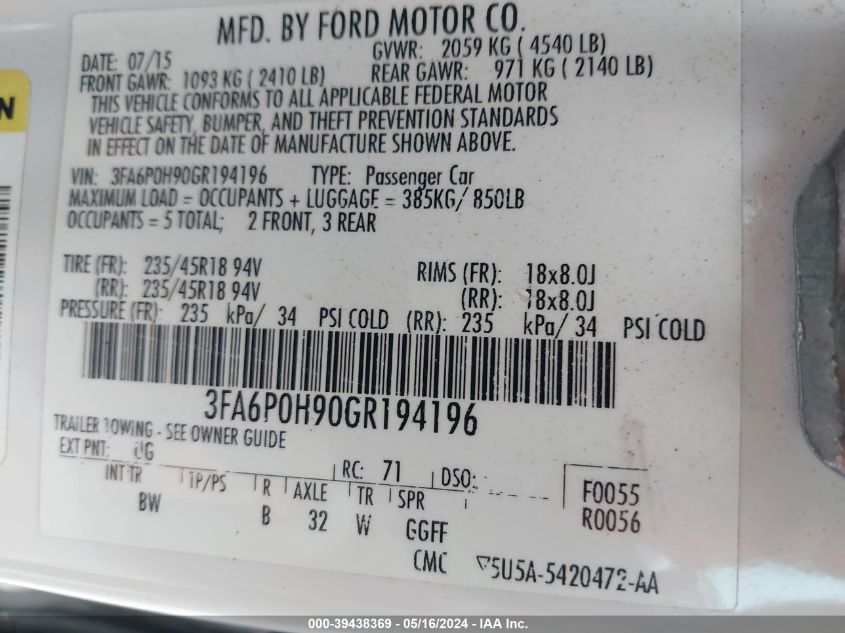 MFD. BY FORD MOTOR CO.
DATE: 07/15 GVWR: 2059 KG ( 4540 LB)
FRONT GAWR: 1093 KG ( 2410 LB) REAR GAWR: 971 KG ( 2140 LB)
THIS VEHICLE CONFORMS TO ALL APPLICABLE FEDERAL MOTOR
VEHICLE SAFETY, BUMPER, AND THEFT PREVENTION STANDARDS
IN EFFECT ON THE DATE OF MANUFACTURE SHOWN ABOVE.
VIN: 3FA6P0H90GR194196 TYPE: Passenger Car
MAXIMUM LOAD = OCCUPANTS + LUGGAGE = 385KG/ 850LB
OCCUPANTS = 5 TOTAL; 2 FRONT, 3 REAR
TIRE (FR): 235/45R18 94V RIMS (FR): 18x8.0J
(RR): 235/45R18 94V (RR): 18x8.0J
PRESSURE (FR): 235 kPa/ 34 PSI COLD (RR): 235 kPa/ 34 PSI COLD
3FA6P0H90GR194196
TRAILER TOWING - SEE OWNER GUIDE
EXT PNT: UG RC: 71 DSO:
INT TR TP/PS R AXLE TR SPR F0055
BW B 32 W GGFF R0056
CMC 5U5A-5420472-AA
000-39438369 - 05/16/2024 - IAA Inc.